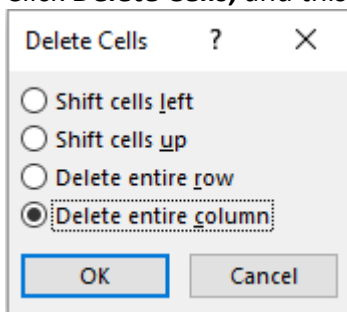 Click Delete Cells, and this
Delete Cells ? ×
Shift cells left
Shift cells up
Delete entire row
Delete entire column
OK Cancel